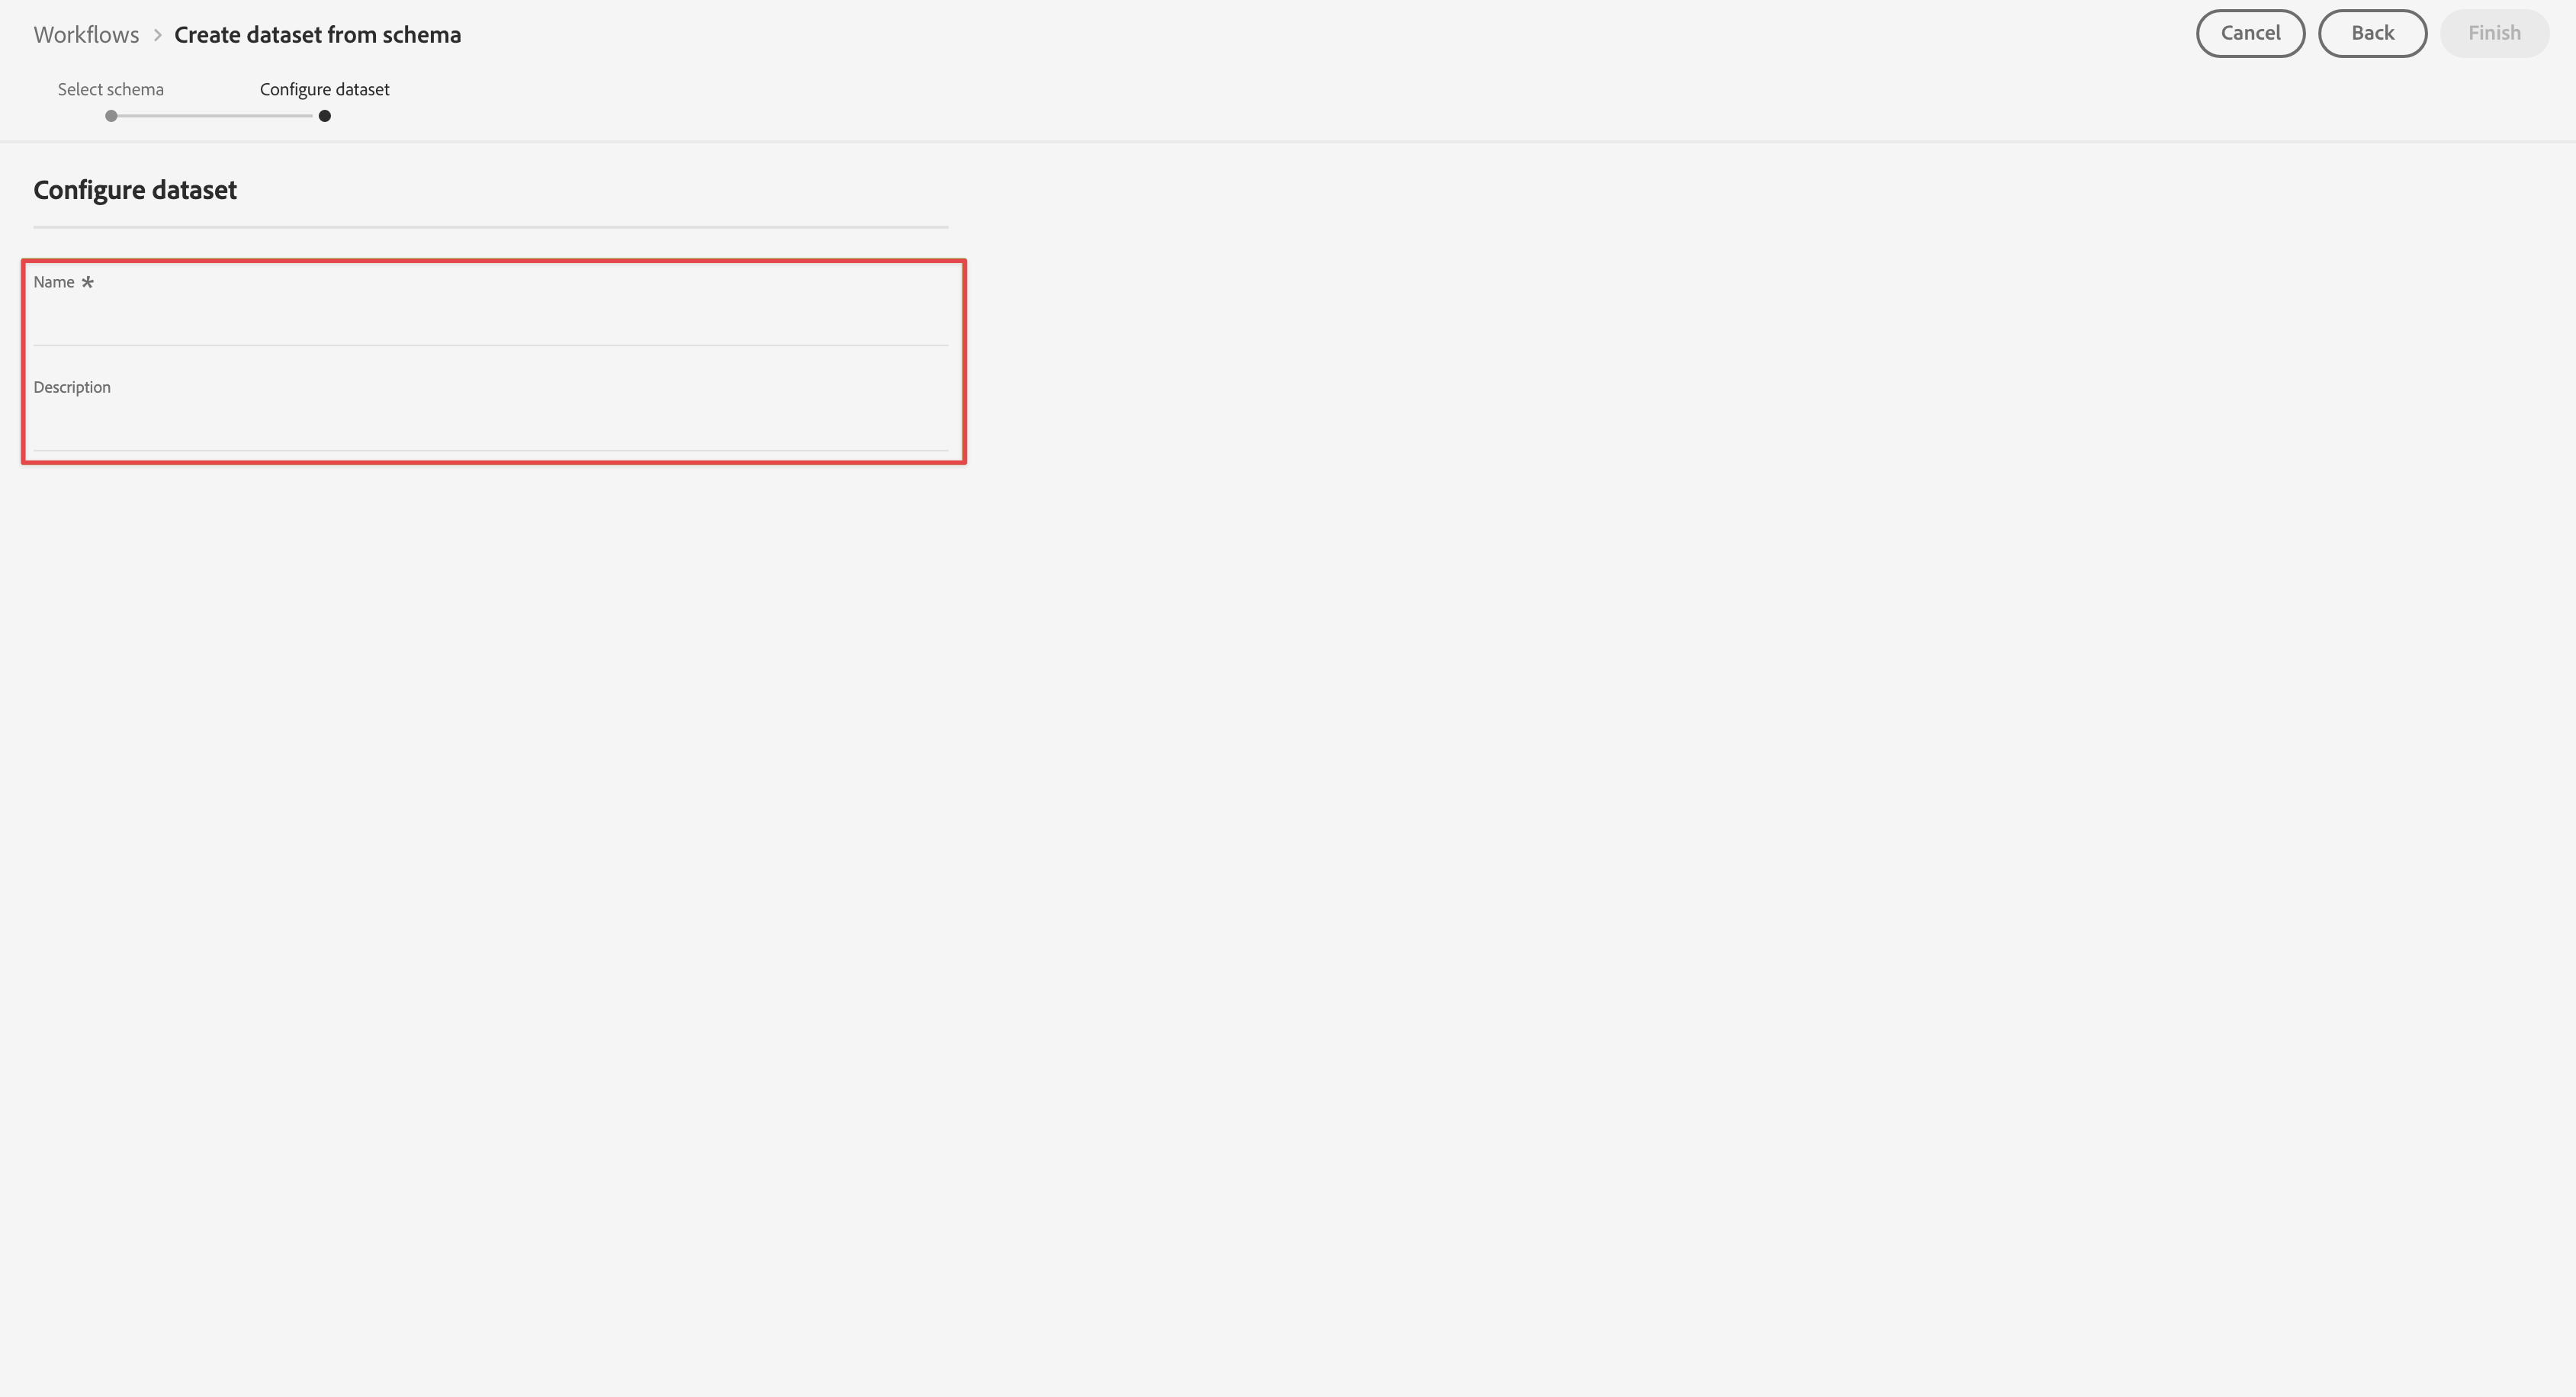 Workflows > Create dataset from schema
Cancel Back Finish
Select schema Configure dataset
Configure dataset
Name *
Description